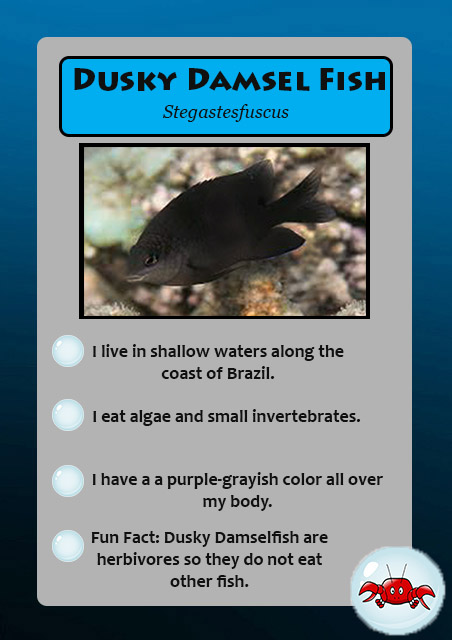 Dusky Damsel Fish
Stegastesfuscus
I live in shallow waters along the
coast of Brazil.
I eat algae and small invertebrates.
I have a a purple-grayish color all over
my body.
Fun Fact: Dusky Damselfish are
herbivores so they do not eat
other fish.